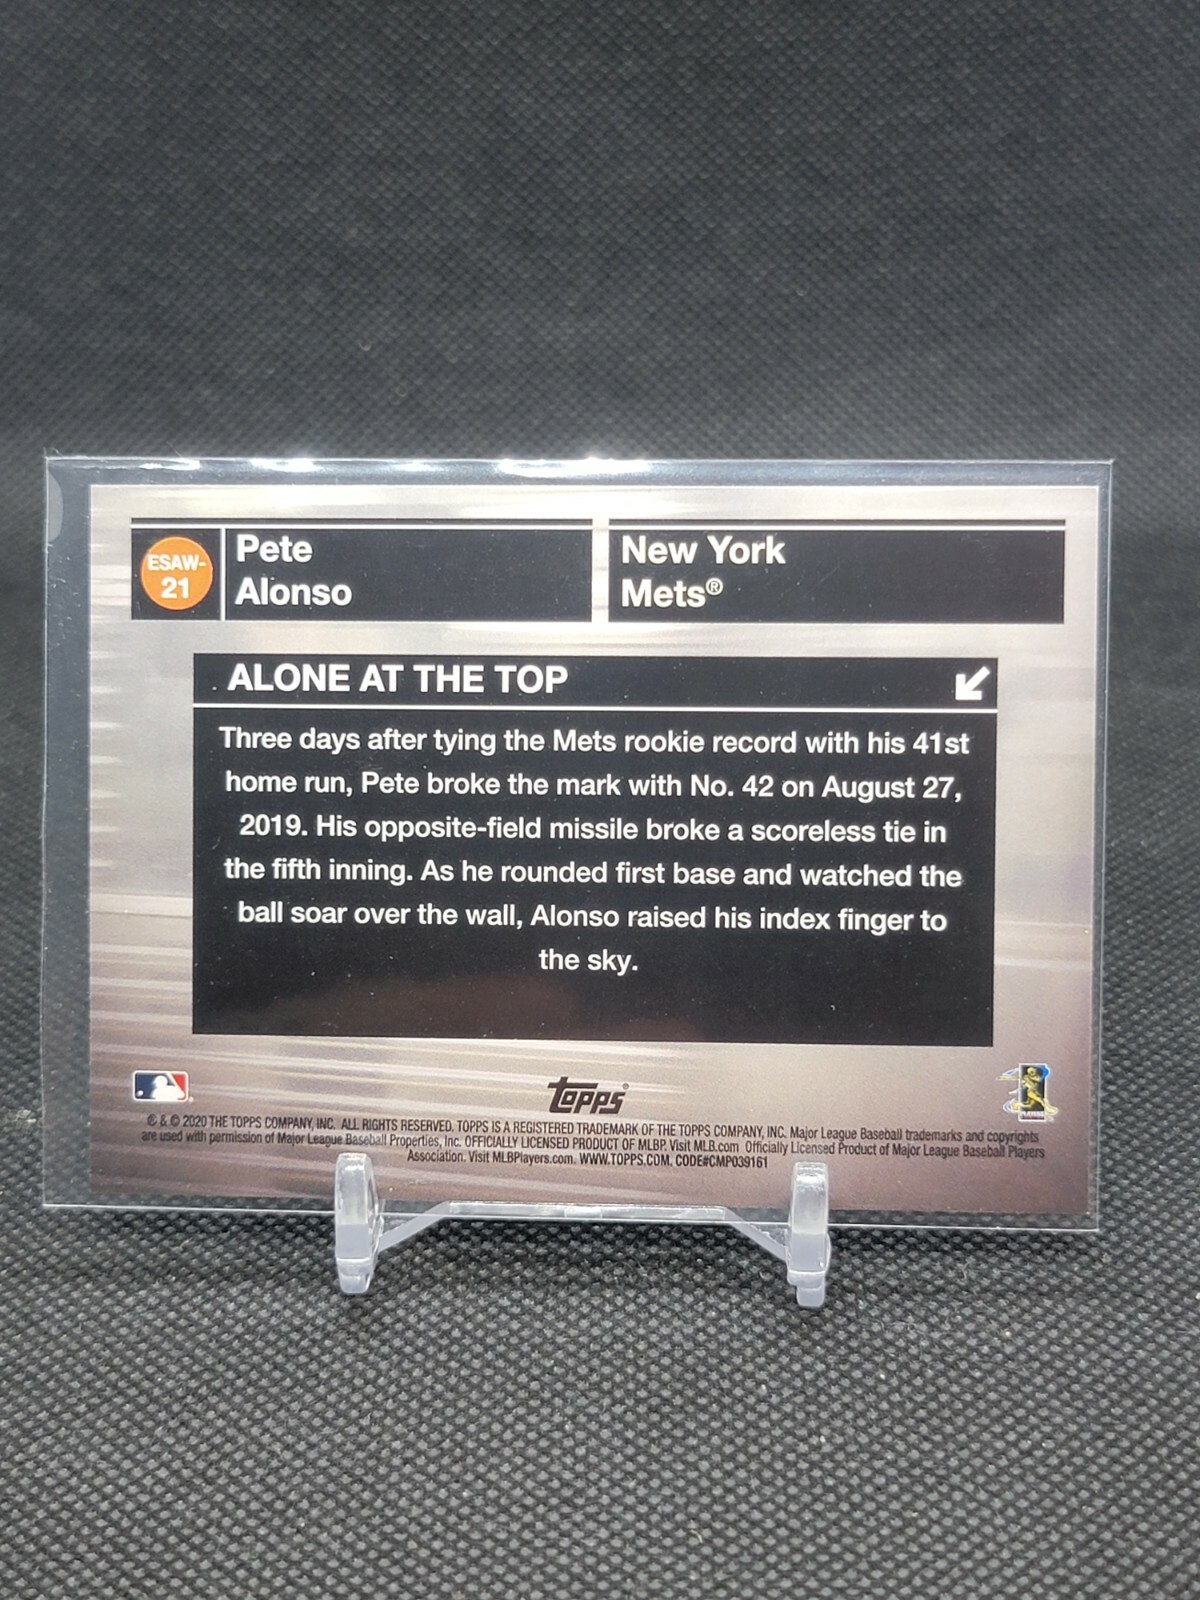 ESAW-
21
Pete
Alonso
New York
Mets®
ALONE AT THE TOP
Three days after tying the Mets rookie record with his 41st
home run, Pete broke the mark with No. 42 on August 27,
2019. His opposite-field missile broke a scoreless tie in
the fifth inning. As he rounded first base and watched the
ball soar over the wall, Alonso raised his index finger to
the sky.
topps®
© & © 2020 THE TOPPS COMPANY, INC. ALL RIGHTS RESERVED. TOPPS IS A REGISTERED TRADEMARK OF THE TOPPS COMPANY, INC. Major League Baseball trademarks and copyrights
are used with permission of Major League Baseball Properties, Inc. OFFICIALLY LICENSED PRODUCT OF MLBP. Visit MLB.com Officially Licensed Product of Major League Baseball Players
Association. Visit MLBPlayers.com. WWW.TOPPS.COM. CODE#CMP039161